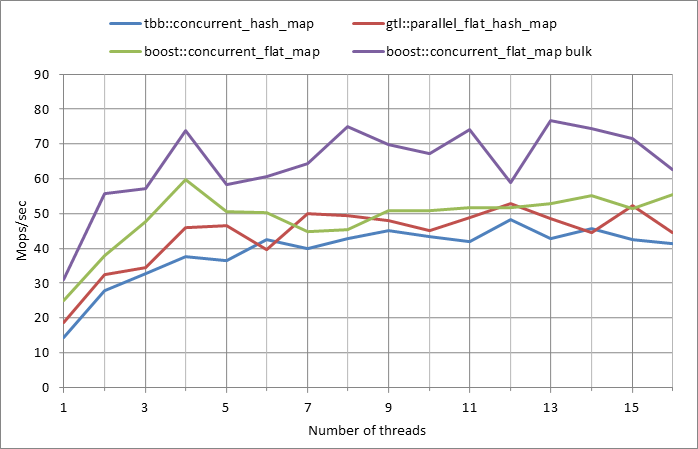 tbb::concurrent_hash_map gtl::parallel_flat_hash_map
boost::concurrent_flat_map boost::concurrent_flat_map bulk
90
80
70
60
50
40
30
20
10
0
Mops/sec
1 3 5 7 9 11 13 15
Number of threads